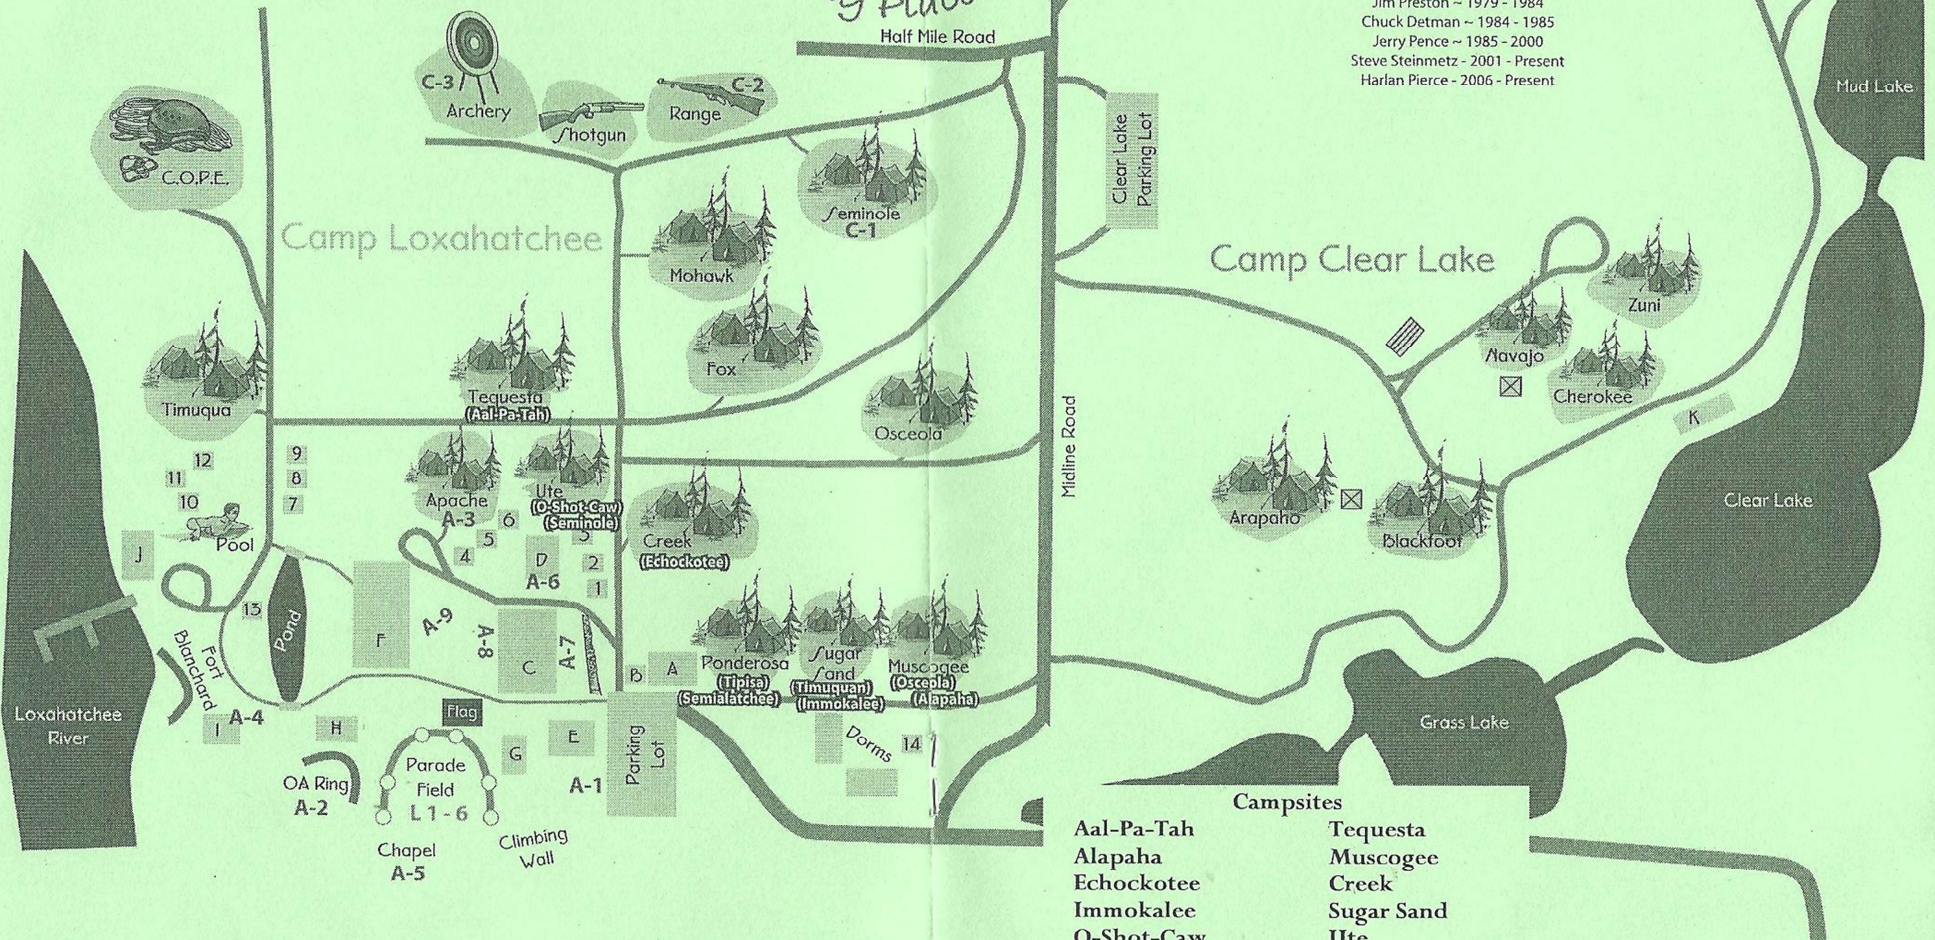 Jim Preston ~ 1979 - 1984
Chuck Detman ~ 1984 - 1985
Jerry Pence ~ 1985 - 2000
Steve Steinmetz - 2001 - Present
Harlan Pierce - 2006 - Present
Half Mile Road
Mud Lake
C-3
Archery
Shotgun
C-2
Range
C.O.P.E.
Clear Lake
Parking Lot
Camp Loxahatchee
Seminole
C-1
Mohawk
Camp Clear Lake
Zuni
Navajo
Cherokee
Fox
Timuqua
Tequesta
(Aal-Pa-Tah)
Osceola
Midline Road
K
Clear Lake
Arapaho
Blackfoot
12
11
10
9
8
7
Pool
J
Apache
A-3
Ute
(O-Shot-Caw)
(Seminole)
6
5
4
3
D
A-6
2
1
Creek
(Echockotee)
13
Pond
F
A-9
A-8
C
A-7
B
A
Ponderosa
(Tipisa)
(Semialatchee)
Sugar
Sand
(Timuquan)
(Immokalee)
Muscogee
(Osceola)
(Alapaha)
Fort
Blanchard
Loxahatchee
River
I
A-4
H
Flag
OA Ring
A-2
Parade
Field
L 1 - 6
G
E
A-1
Parking
Lot
Dorms
14
Grass Lake
Chapel
A-5
Climbing
Wall
Campsites
Aal-Pa-Tah Tequesta
Alapaha Muscogee
Echockotee Creek
Immokalee Sugar Sand
O-Shot-Caw Ute